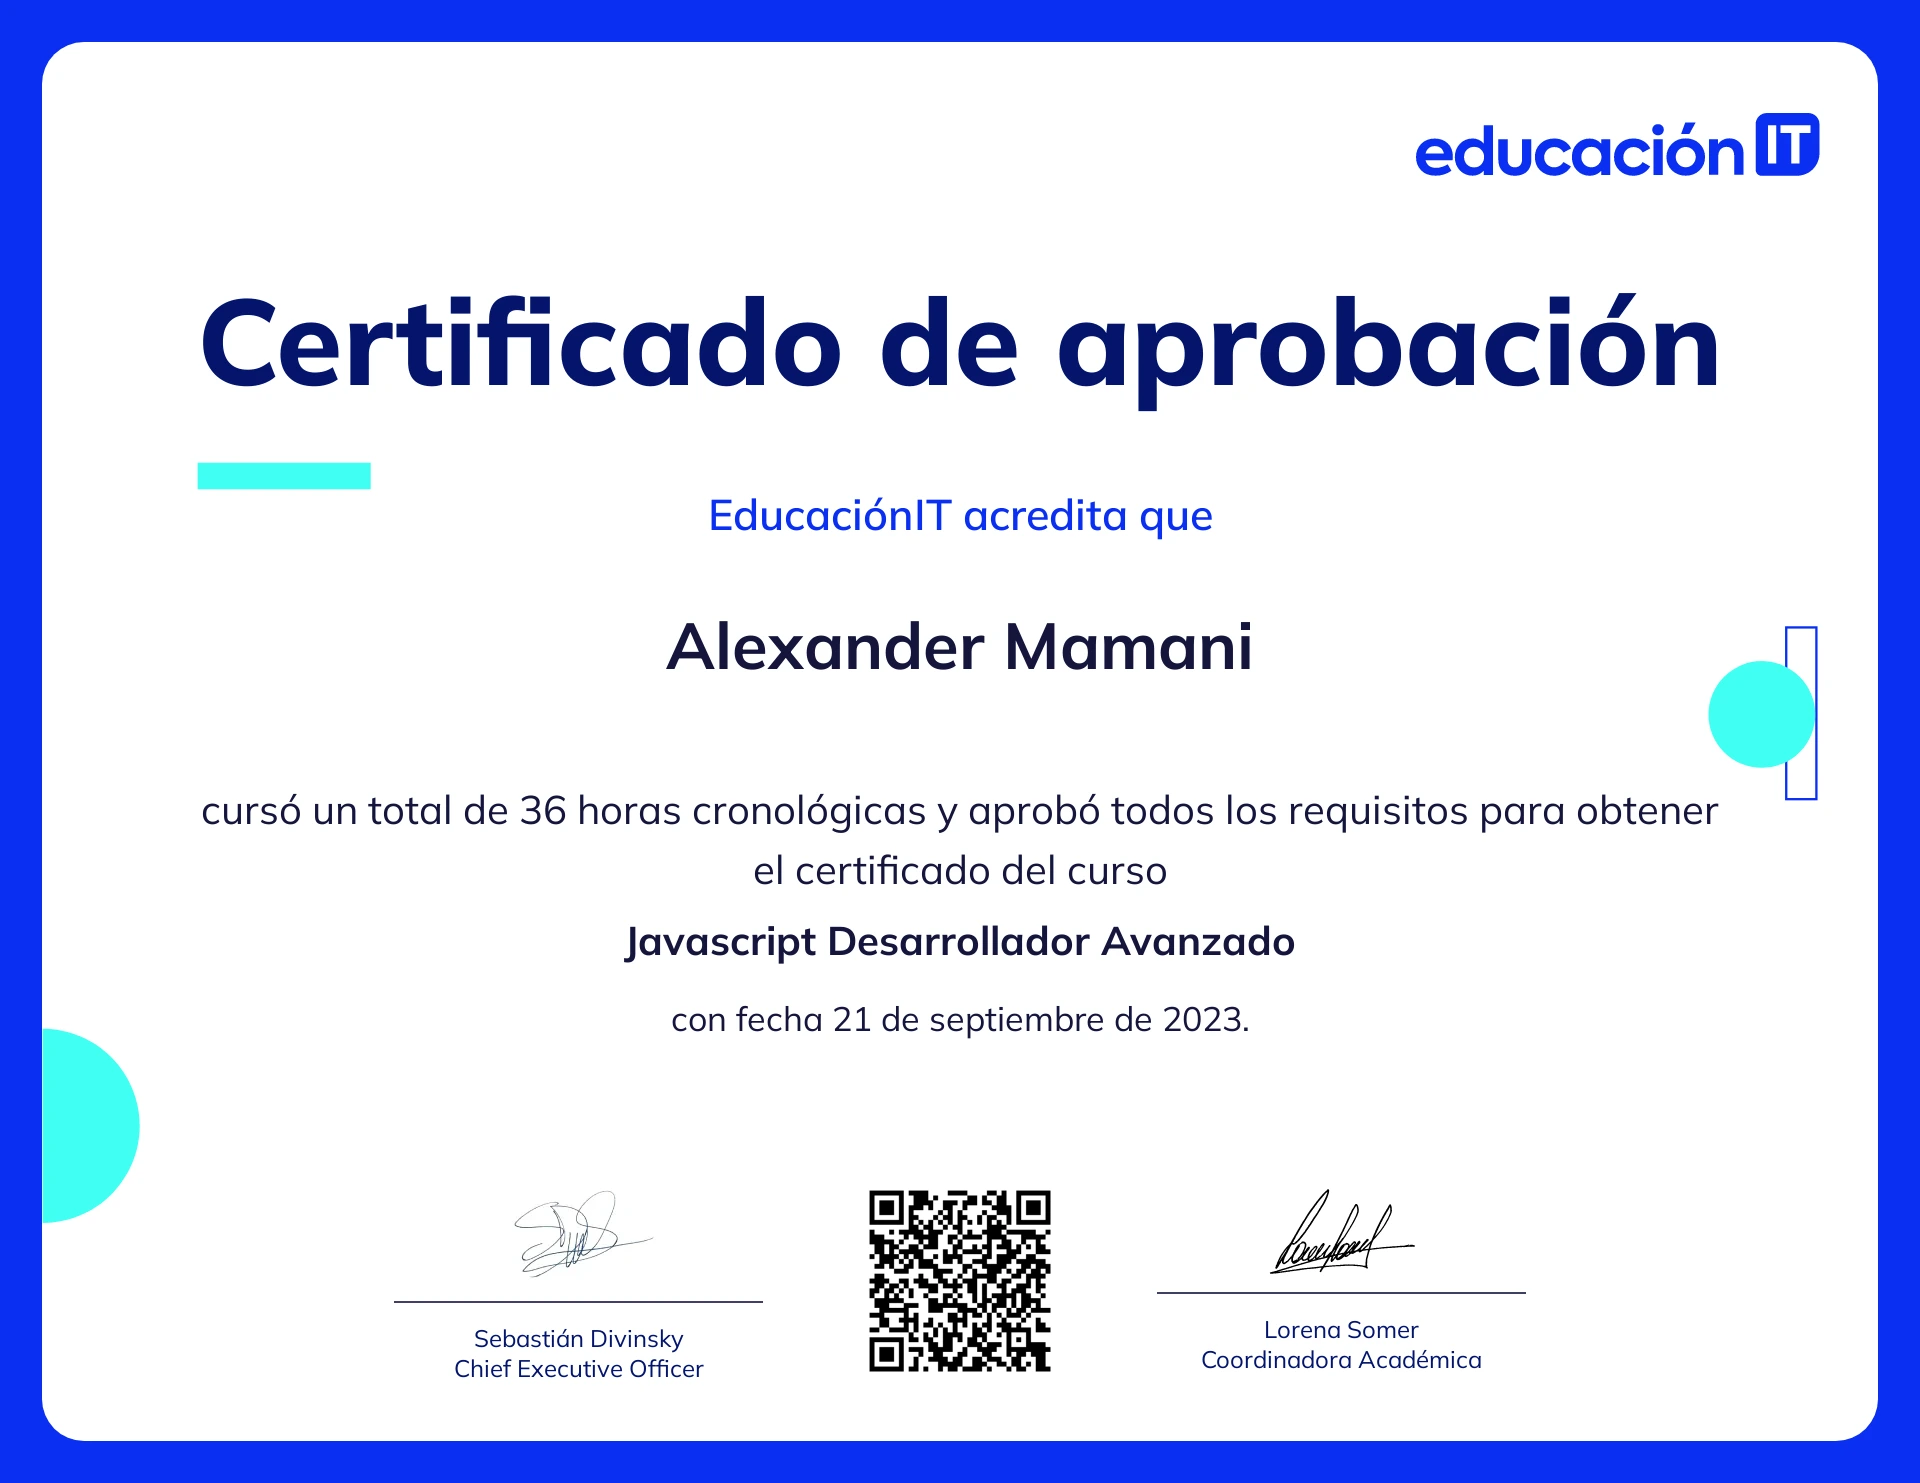 educación IT
Certificado de aprobación
EducaciónIT acredita que
Alexander Mamani
cursó un total de 36 horas cronológicas y aprobó todos los requisitos para obtener
el certificado del curso
Javascript Desarrollador Avanzado
con fecha 21 de septiembre de 2023.
Sebastián Divinsky
Chief Executive Officer
Lorena Somer
Coordinadora Académica